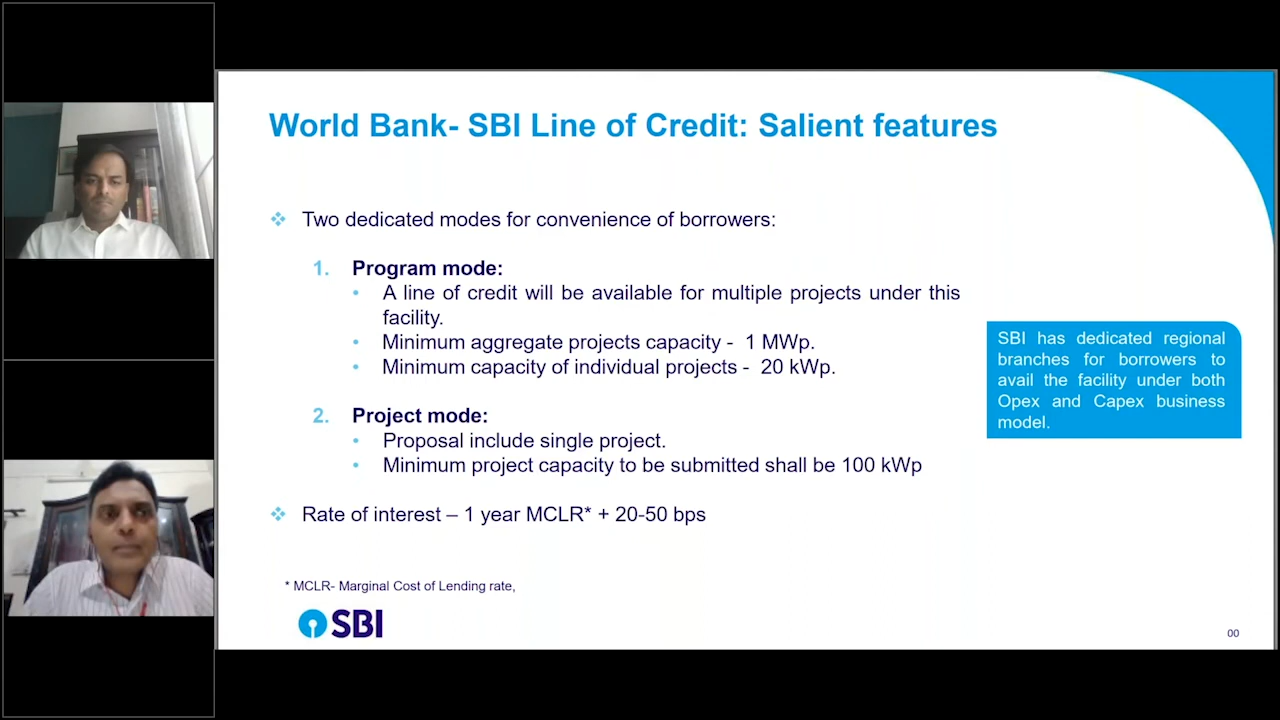 World Bank- SBI Line of Credit: Salient features
❖ Two dedicated modes for convenience of borrowers:
1. Program mode:
• A line of credit will be available for multiple projects under this
facility.
• Minimum aggregate projects capacity - 1 MWp.
• Minimum capacity of individual projects - 20 kWp.
2. Project mode:
• Proposal include single project.
• Minimum project capacity to be submitted shall be 100 kWp
❖ Rate of interest – 1 year MCLR* + 20-50 bps
SBI has dedicated regional
branches for borrowers to
avail the facility under both
Opex and Capex business
model.
* MCLR- Marginal Cost of Lending rate,
SBI
00